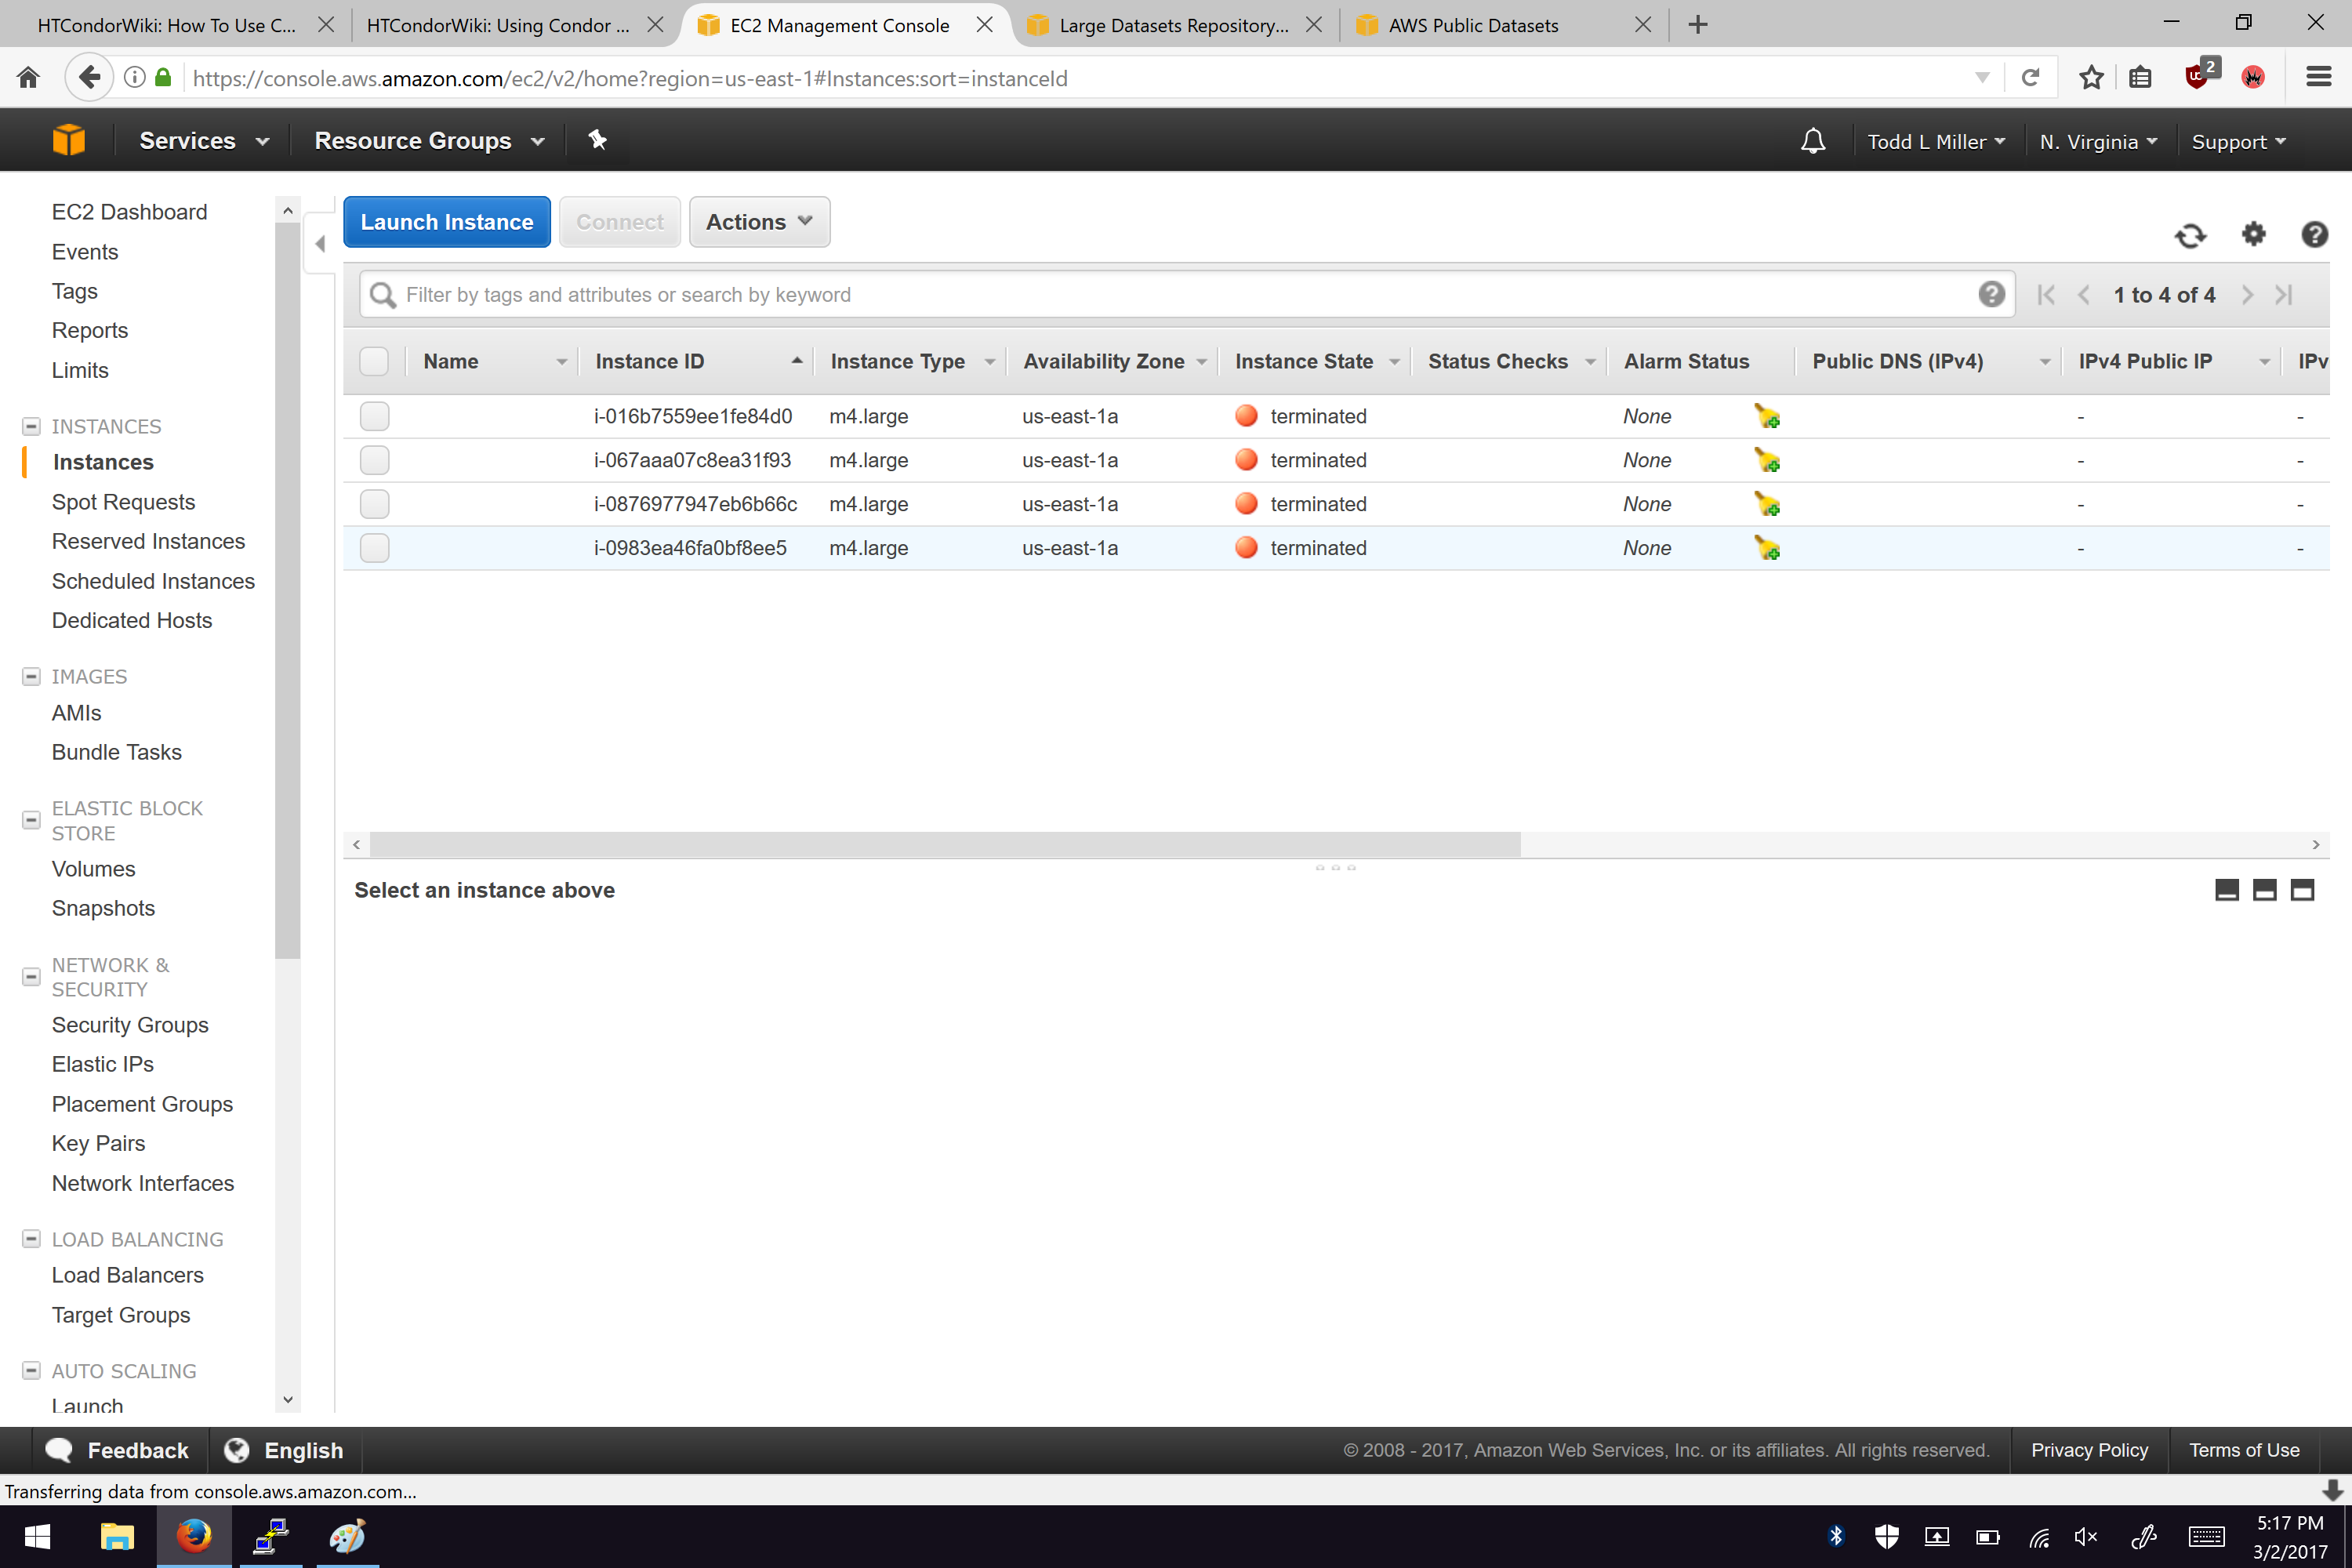 HTCondorWiki: How To Use C...
HTCondorWiki: Using Condor ...
EC2 Management Console
Large Datasets Repository...
AWS Public Datasets
https://console.aws.amazon.com/ec2/v2/home?region=us-east-1#Instances:sort=instanceId
2
Services
Resource Groups
Todd L Miller
N. Virginia
Support
EC2 Dashboard
Events
Tags
Reports
Limits
INSTANCES
Instances
Spot Requests
Reserved Instances
Scheduled Instances
Dedicated Hosts
IMAGES
AMIs
Bundle Tasks
ELASTIC BLOCK
STORE
Volumes
Snapshots
NETWORK &
SECURITY
Security Groups
Elastic IPs
Placement Groups
Key Pairs
Network Interfaces
LOAD BALANCING
Load Balancers
Target Groups
AUTO SCALING
Launch
Launch Instance
Connect
Actions
Filter by tags and attributes or search by keyword
1 to 4 of 4
Name Instance ID Instance Type Availability Zone Instance State Status Checks Alarm Status Public DNS (IPv4) IPv4 Public IP IPv
i-016b7559ee1fe84d0 m4.large us-east-1a terminated None - -
i-067aaa07c8ea31f93 m4.large us-east-1a terminated None - -
i-0876977947eb6b66c m4.large us-east-1a terminated None - -
i-0983ea46fa0bf8ee5 m4.large us-east-1a terminated None - -
Select an instance above
Feedback
English
© 2008 - 2017, Amazon Web Services, Inc. or its affiliates. All rights reserved.
Privacy Policy
Terms of Use
Transferring data from console.aws.amazon.com...
5:17 PM
3/2/2017